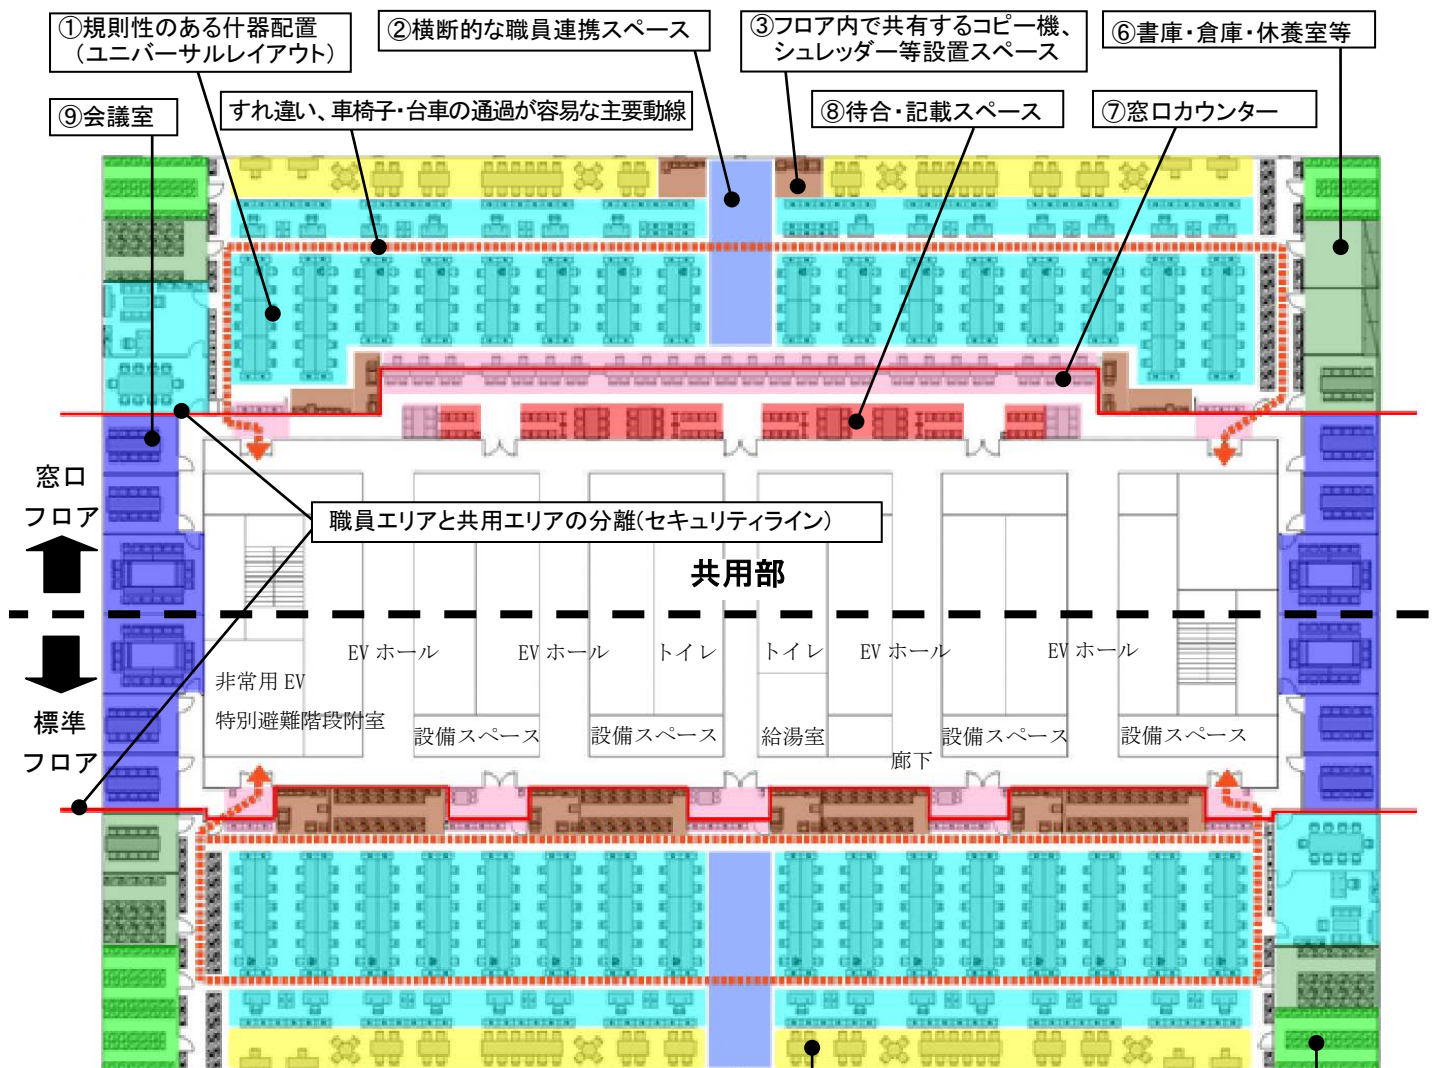 ①規則性のある什器配置
（ユニバーサルレイアウト）
②横断的な職員連携スペース
③フロア内で共有するコピー機、
シュレッダー等設置スペース
⑥書庫・倉庫・休養室等
⑨会議室
すれ違い、車椅子・台車の通過が容易な主要動線
⑧待合・記載スペース
⑦窓口カウンター
窓口
フロア
職員エリアと共用エリアの分離（セキュリティライン）
共用部
EV ホール
EV ホール
トイレ
トイレ
EV ホール
EV ホール
非常用 EV
特別避難階段附室
標準
フロア
設備スペース
設備スペース
給湯室
設備スペース
設備スペース
廊下